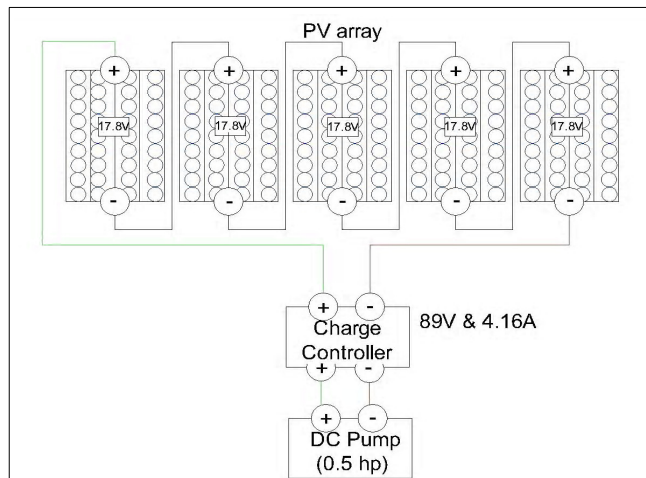 PV array
+ + + + +
17.8V 17.8V 17.8V 17.8V 17.8V
- - - - -
+ -
89V & 4.16A
Charge
Controller
+ -
+ -
DC Pump
(0.5 hp)